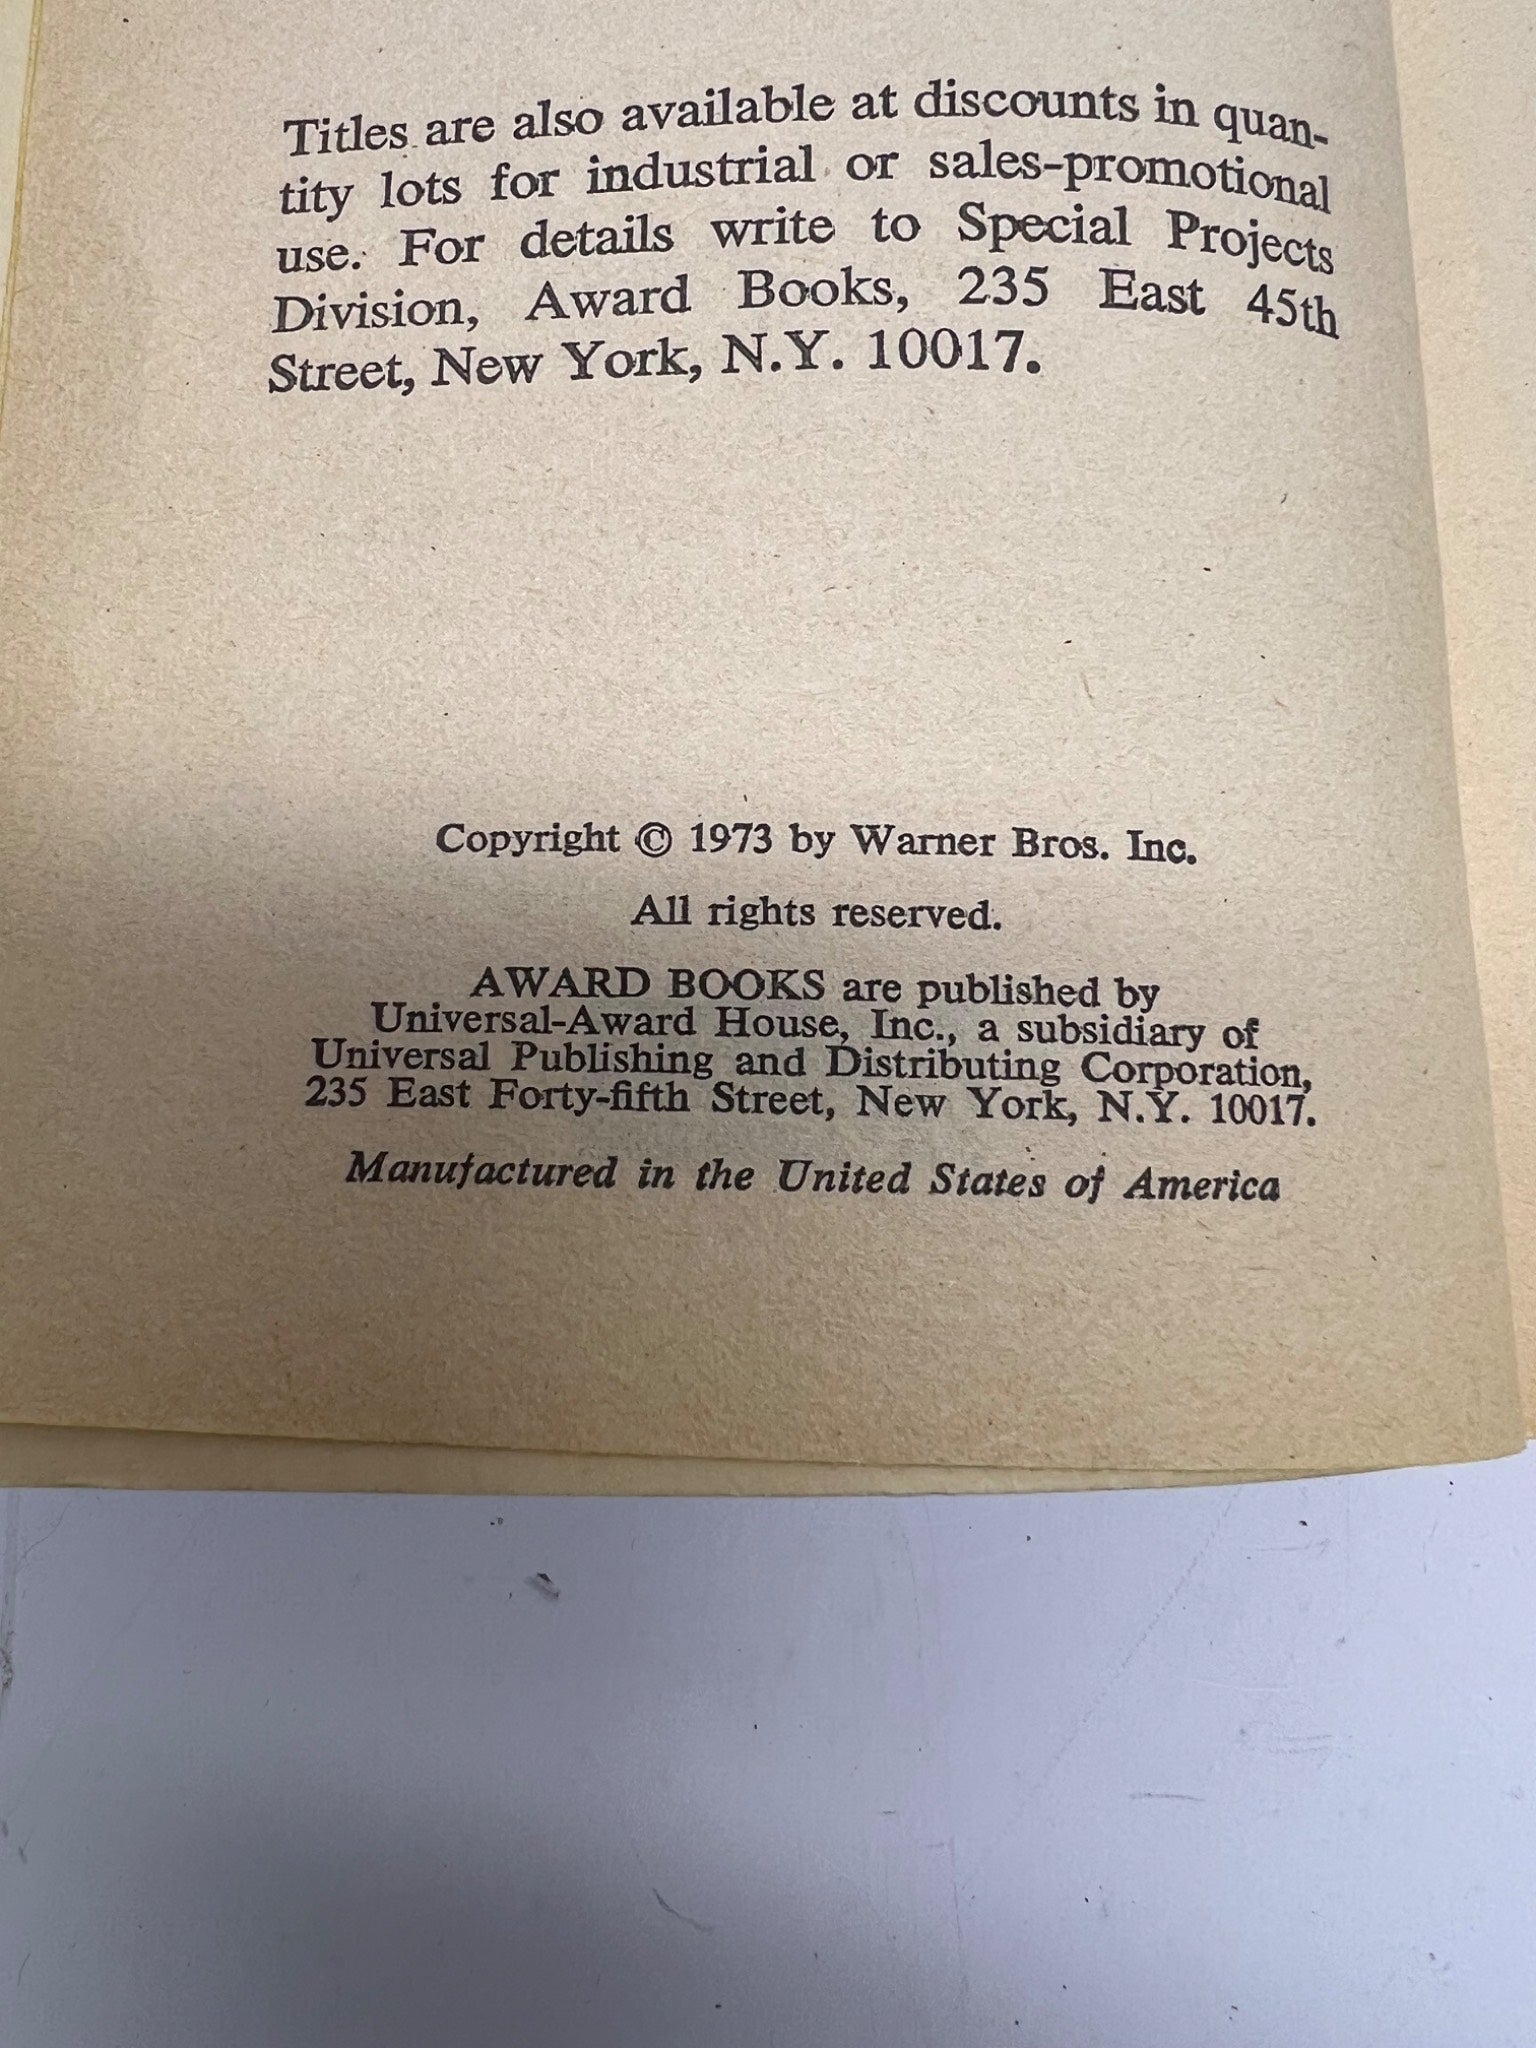 Titles are also available at discounts in quan-
tity lots for industrial or sales-promotional
use. For details write to Special Projects
Division, Award Books, 235 East 45th
Street, New York, N.Y. 10017.
Copyright © 1973 by Warner Bros. Inc.
All rights reserved.
AWARD BOOKS are published by
Universal-Award House, Inc., a subsidiary of
Universal Publishing and Distributing Corporation,
235 East Forty-fifth Street, New York, N.Y. 10017.
Manufactured in the United States of America